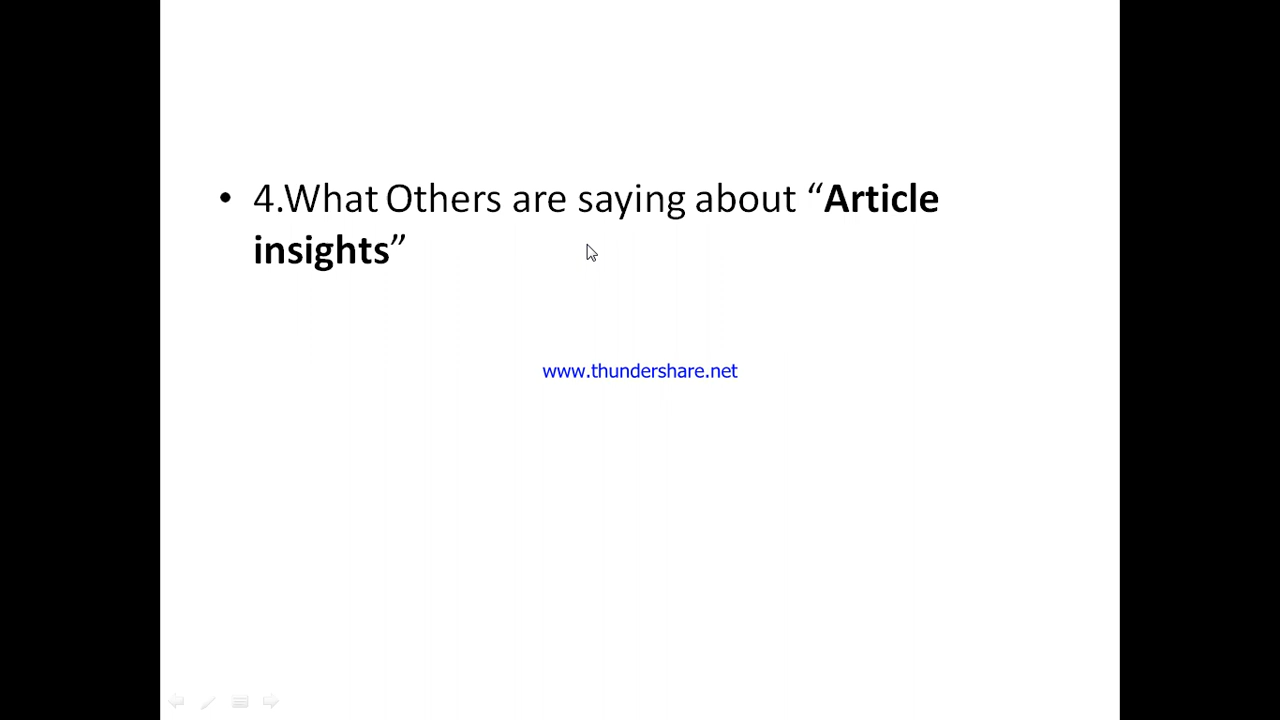 • 4.What Others are saying about “Article
insights”
www.thundershare.net